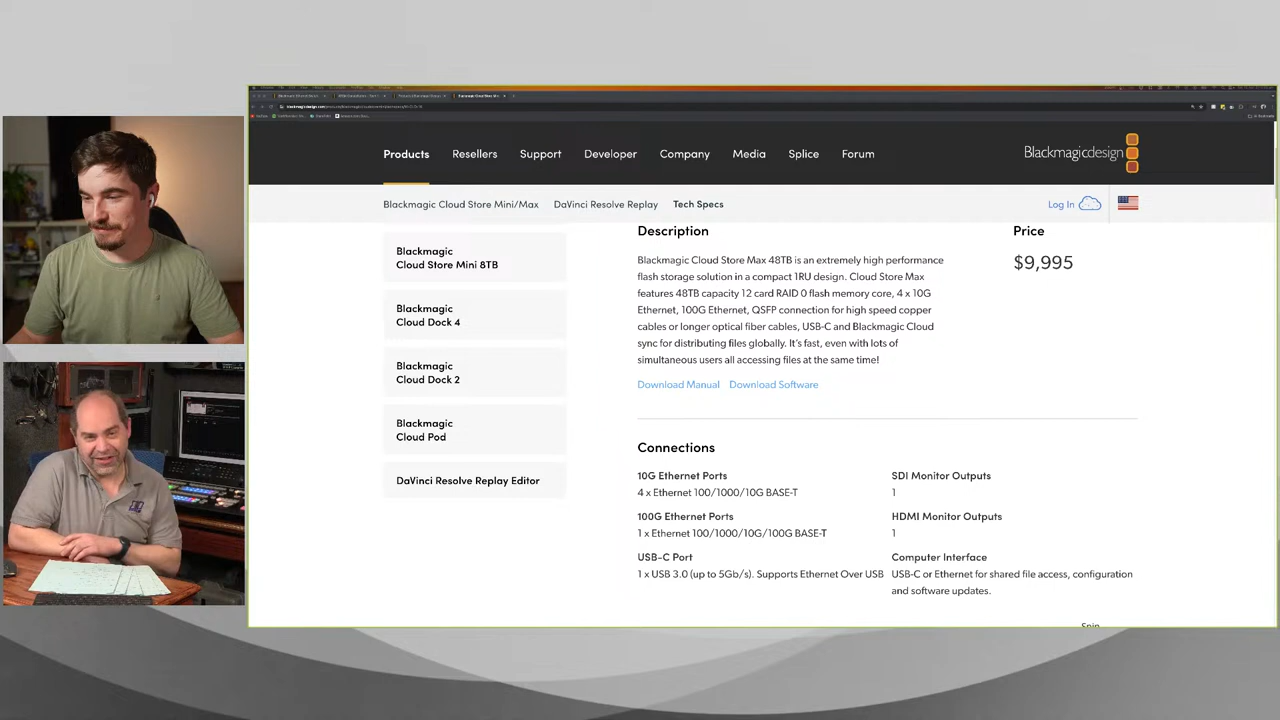 Products
Resellers
Support
Developer
Company
Media
Splice
Forum
Blackmagicdesign
Blackmagic Cloud Store Mini/Max
DaVinci Resolve Replay
Tech Specs
Log In
Blackmagic
Cloud Store Mini 8TB
Blackmagic
Cloud Dock 4
Blackmagic
Cloud Dock 2
Blackmagic
Cloud Pod
DaVinci Resolve Replay Editor
Description
Blackmagic Cloud Store Max 48TB is an extremely high performance
flash storage solution in a compact 1RU design. Cloud Store Max
features 48TB capacity 12 card RAID 0 flash memory core, 4 x 10G
Ethernet, 100G Ethernet, QSFP connection for high speed copper
cables or longer optical fiber cables, USB-C and Blackmagic Cloud
sync for distributing files globally. It's fast, even with lots of
simultaneous users all accessing files at the same time!
Download Manual
Download Software
Price
$9,995
Connections
10G Ethernet Ports
4 x Ethernet 100/1000/10G BASE-T
100G Ethernet Ports
1 x Ethernet 100/1000/10G/100G BASE-T
USB-C Port
1 x USB 3.0 (up to 5Gb/s). Supports Ethernet Over USB
SDI Monitor Outputs
1
HDMI Monitor Outputs
1
Computer Interface
USB-C or Ethernet for shared file access, configuration
and software updates.